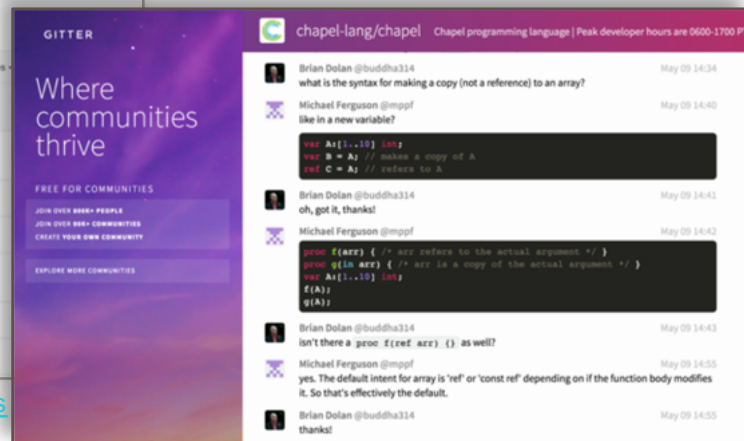 GITTER
Where
communities
thrive
FREE FOR COMMUNITIES
JOIN OVER 800K+ PEOPLE
JOIN OVER 90K+ COMMUNITIES
CREATE YOUR OWN COMMUNITY
EXPLORE MORE COMMUNITIES
chapel-lang/chapel Chapel programming language | Peak developer hours are 0600-1700 P
Brian Dolan @buddha314 May 09 14:34
what is the syntax for making a copy (not a reference) to an array?
Michael Ferguson @mppf May 09 14:40
like in a new variable?
var A:[1..10] int;
var B = A; // makes a copy of A
ref C = A; // refers to A
Brian Dolan @buddha314 May 09 14:41
oh, got it, thanks!
Michael Ferguson @mppf May 09 14:42
proc f(arr) { /* arr refers to the actual argument */ }
proc g(in arr) { /* arr is a copy of the actual argument */ }
var A:[1..10] int;
f(A);
g(A);
Brian Dolan @buddha314 May 09 14:43
isn't there a proc f(ref arr) {} as well?
Michael Ferguson @mppf May 09 14:55
yes. The default intent for array is 'ref' or 'const ref' depending on if the function body modifies
it. So that's effectively the default.
Brian Dolan @buddha314 May 09 14:55
thanks!